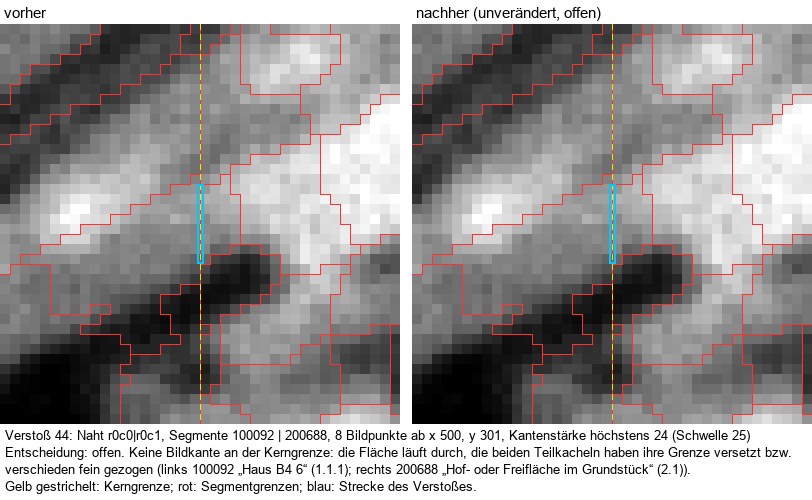 vorher
nachher (unverändert, offen)
Verstoß 44: Naht r0c0|r0c1, Segmente 100092 | 200688, 8 Bildpunkte ab x 500, y 301, Kantenstärke höchstens 24 (Schwelle 25)
Entscheidung: offen. Keine Bildkante an der Kerngrenze: die Fläche läuft durch, die beiden Teilkacheln haben ihre Grenze versetzt bzw.
verschieden fein gezogen (links 100092 „Haus B4 6“ (1.1.1); rechts 200688 „Hof- oder Freifläche im Grundstück“ (2.1)).
Gelb gestrichelt: Kerngrenze; rot: Segmentgrenzen; blau: Strecke des Verstoßes.